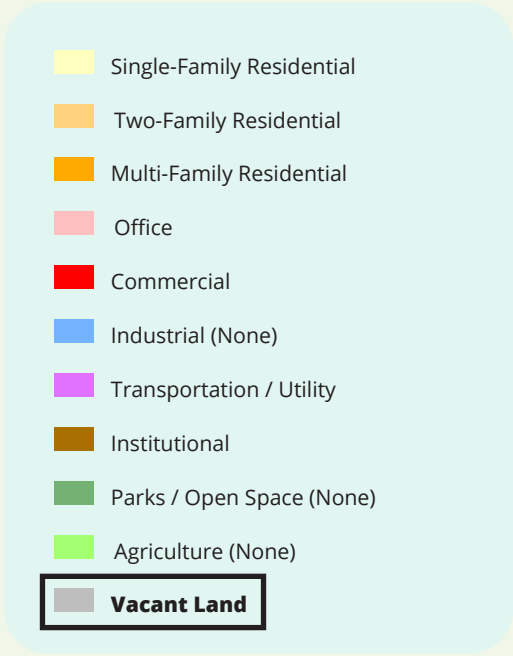 Single-Family Residential
Two-Family Residential
Multi-Family Residential
Office
Commercial
Industrial (None)
Transportation / Utility
Institutional
Parks / Open Space (None)
Agriculture (None)
Vacant Land